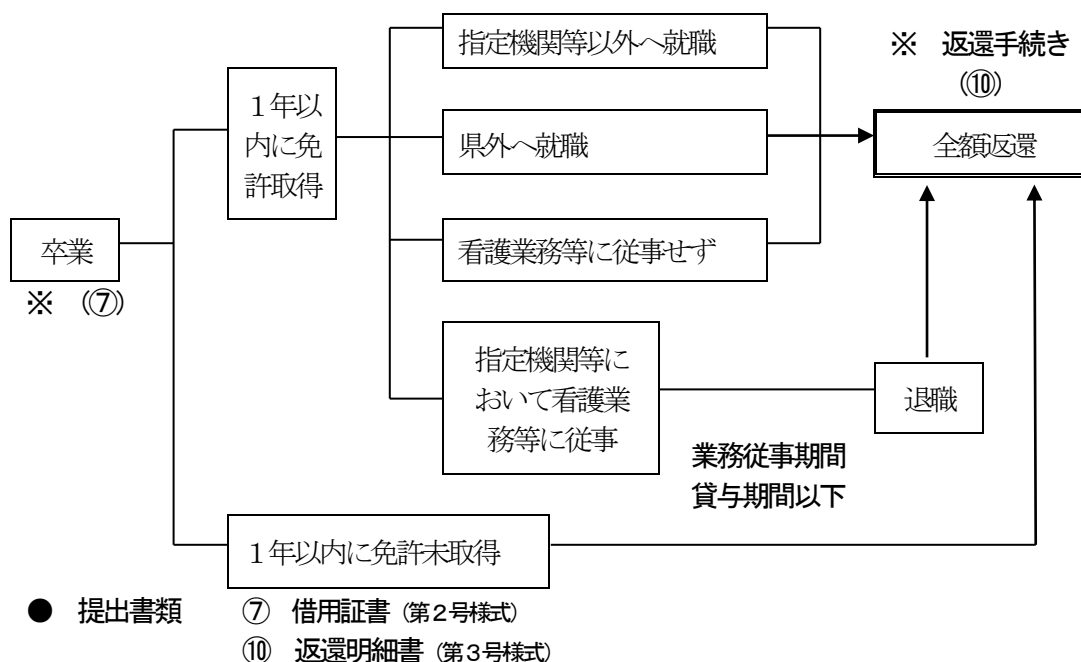 指定機関等以外へ就職
※ 返還手続き
(⑩)
１年以
内に免
許取得
県外へ就職
全額返還
卒業
※ (⑦)
看護業務等に従事せず
指定機関等に
おいて看護業
務等に従事
退職
業務従事期間
貸与期間以下
１年以内に免許未取得
● 提出書類 ⑦ 借用証書（第２号様式）
⑩ 返還明細書（第３号様式）